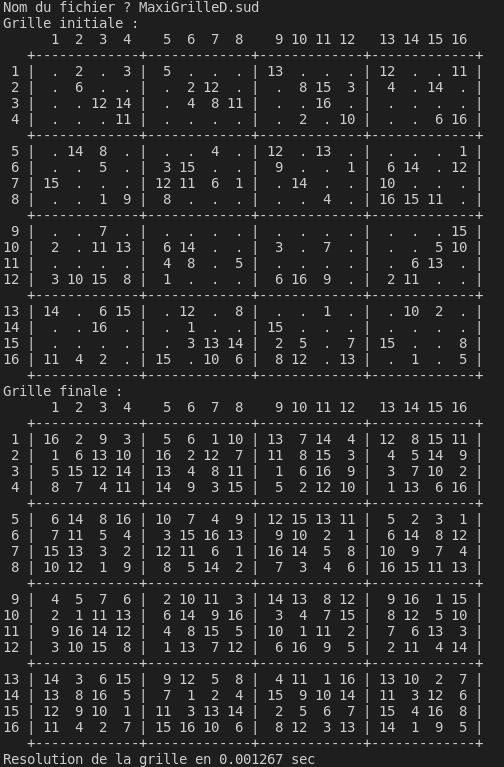 Nom du fichier ? MaxiGrilleD.sud
Grille initiale :
      1  2  3  4    5  6  7  8    9 10 11 12   13 14 15 16
   +-------------+-------------+-------------+-------------+
 1 |  .  2  .  3 |  5  .  .  . | 13  .  .  . | 12  .  . 11 |
 2 |  .  6  .  . |  .  2 12  . |  .  8 15  3 |  4  . 14  . |
 3 |  .  . 12 14 |  .  4  8 11 |  .  . 16  . |  .  .  .  . |
 4 |  .  .  . 11 |  .  .  .  . |  .  2  . 10 |  .  .  6 16 |
   +-------------+-------------+-------------+-------------+
 5 |  . 14  8  . |  .  .  4  . | 12  . 13  . |  .  .  .  1 |
 6 |  .  .  5  . |  3 15  .  . |  9  .  .  1 |  6 14  . 12 |
 7 | 15  .  .  . | 12 11  6  1 |  . 14  .  . | 10  .  .  . |
 8 |  .  .  1  9 |  8  .  .  . |  .  .  4  . | 16 15 11  . |
   +-------------+-------------+-------------+-------------+
 9 |  .  .  7  . |  .  .  .  . |  .  .  .  . |  .  .  . 15 |
10 |  2  . 11 13 |  6 14  .  . |  3  .  7  . |  .  .  5 10 |
11 |  .  .  .  . |  4  8  .  5 |  .  .  .  . |  .  6 13  . |
12 |  3 10 15  8 |  1  .  .  . |  6 16  9  . |  2 11  .  . |
   +-------------+-------------+-------------+-------------+
13 | 14  .  6 15 |  . 12  .  8 |  .  .  1  . |  . 10  2  . |
14 |  .  . 16  . |  .  1  .  . | 15  .  .  . |  .  .  .  . |
15 |  .  .  .  . |  .  3 13 14 |  2  5  .  7 | 15  .  .  8 |
16 | 11  4  2  . | 15  . 10  6 |  8 12  . 13 |  .  1  .  5 |
   +-------------+-------------+-------------+-------------+
Grille finale :
      1  2  3  4    5  6  7  8    9 10 11 12   13 14 15 16
   +-------------+-------------+-------------+-------------+
 1 | 16  2  9  3 |  5  6  1 10 | 13  7 14  4 | 12  8 15 11 |
 2 |  1  6 13 10 | 16  2 12  7 | 11  8 15  3 |  4  5 14  9 |
 3 |  5 15 12 14 | 13  4  8 11 |  1  6 16  9 |  3  7 10  2 |
 4 |  8  7  4 11 | 14  9  3 15 |  5  2 12 10 |  1 13  6 16 |
   +-------------+-------------+-------------+-------------+
 5 |  6 14  8 16 | 10  7  4  9 | 12 15 13 11 |  5  2  3  1 |
 6 |  7 11  5  4 |  3 15 16 13 |  9 10  2  1 |  6 14  8 12 |
 7 | 15 13  3  2 | 12 11  6  1 | 16 14  5  8 | 10  9  7  4 |
 8 | 10 12  1  9 |  8  5 14  2 |  7  3  4  6 | 16 15 11 13 |
   +-------------+-------------+-------------+-------------+
 9 |  4  5  7  6 |  2 10 11  3 | 14 13  8 12 |  9 16  1 15 |
10 |  2  1 11 13 |  6 14  9 16 |  3  4  7 15 |  8 12  5 10 |
11 |  9 16 14 12 |  4  8 15  5 | 10  1 11  2 |  7  6 13  3 |
12 |  3 10 15  8 |  1 13  7 12 |  6 16  9  5 |  2 11  4 14 |
   +-------------+-------------+-------------+-------------+
13 | 14  3  6 15 |  9 12  5  8 |  4 11  1 16 | 13 10  2  7 |
14 | 13  8 16  5 |  7  1  2  4 | 15  9 10 14 | 11  3 12  6 |
15 | 12  9 10  1 | 11  3 13 14 |  2  5  6  7 | 15  4 16  8 |
16 | 11  4  2  7 | 15 16 10  6 |  8 12  3 13 | 14  1  9  5 |
   +-------------+-------------+-------------+-------------+
Resolution de la grille en 0.001267 sec